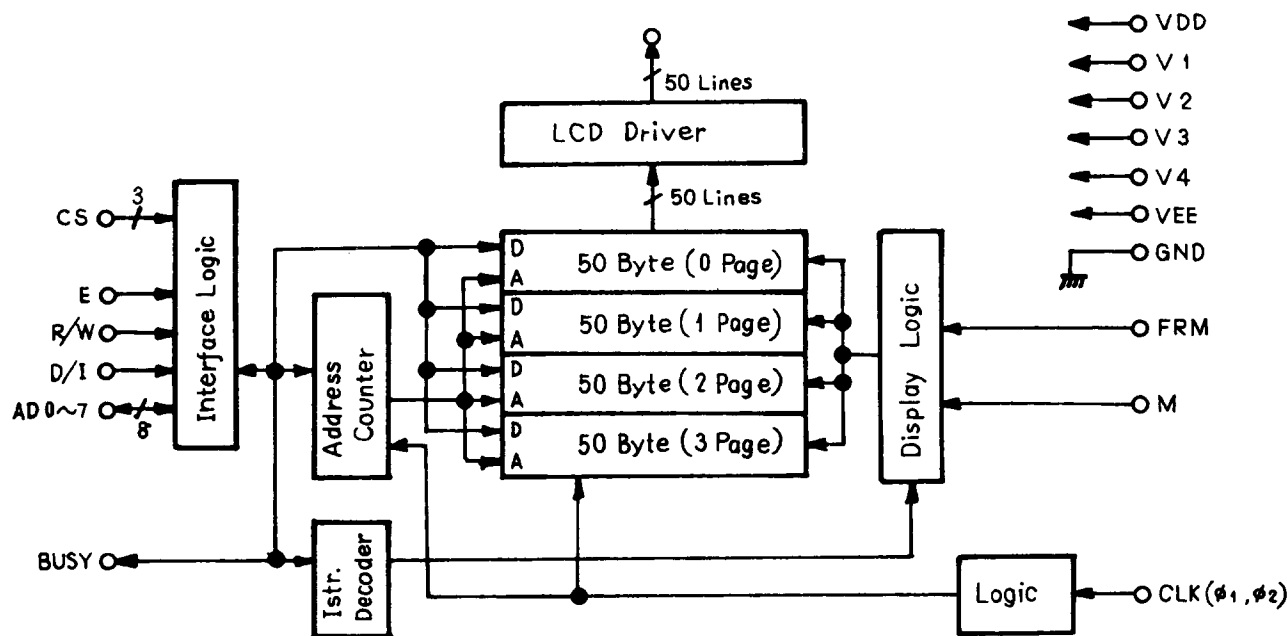 VDD
V1
V2
V3
V4
VEE
GND
FRM
M
CLK(ø1,ø2)
50 Lines
LCD Driver
50 Lines
CS
3
E
R/W
D/I
AD0~7
8
BUSY
Interface Logic
Address
Counter
Istr.
Decoder
D
A
50 Byte (0 Page)
D
A
50 Byte (1 Page)
D
A
50 Byte (2 Page)
D
A
50 Byte (3 Page)
Display Logic
Logic